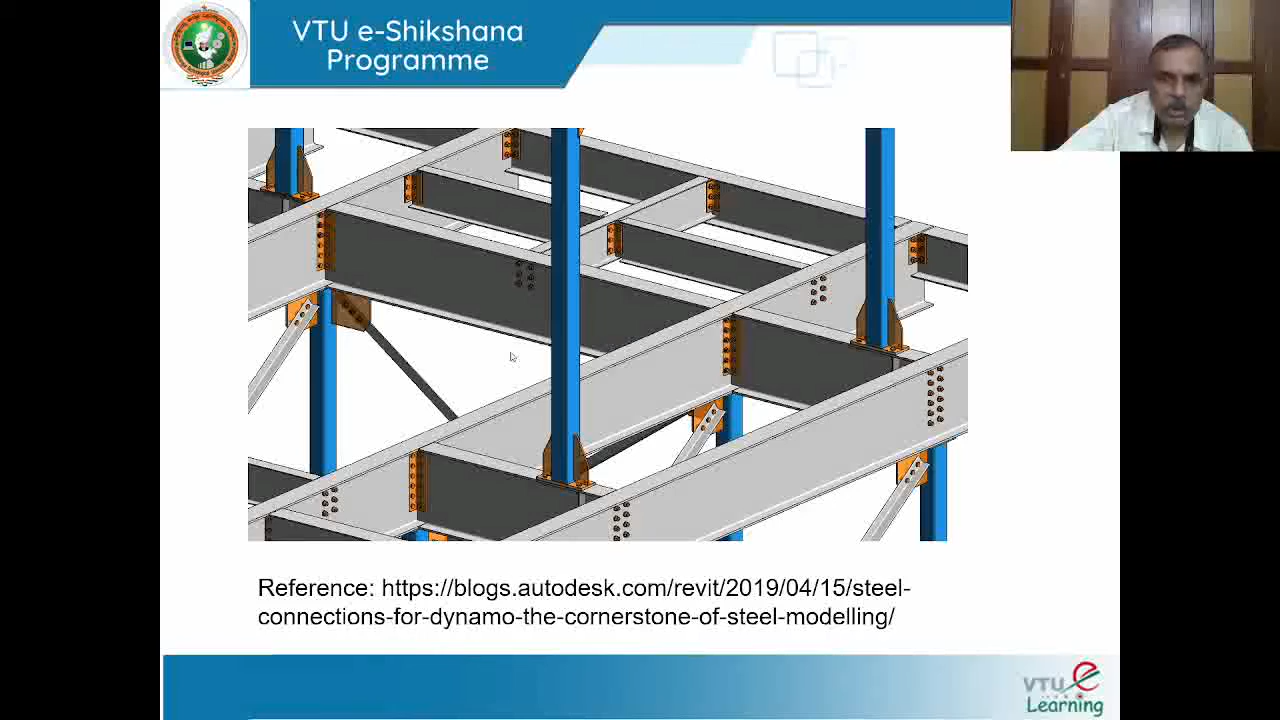 VTU e-Shikshana
Programme
Reference: https://blogs.autodesk.com/revit/2019/04/15/steel-
connections-for-dynamo-the-cornerstone-of-steel-modelling/
VTU e
Learning